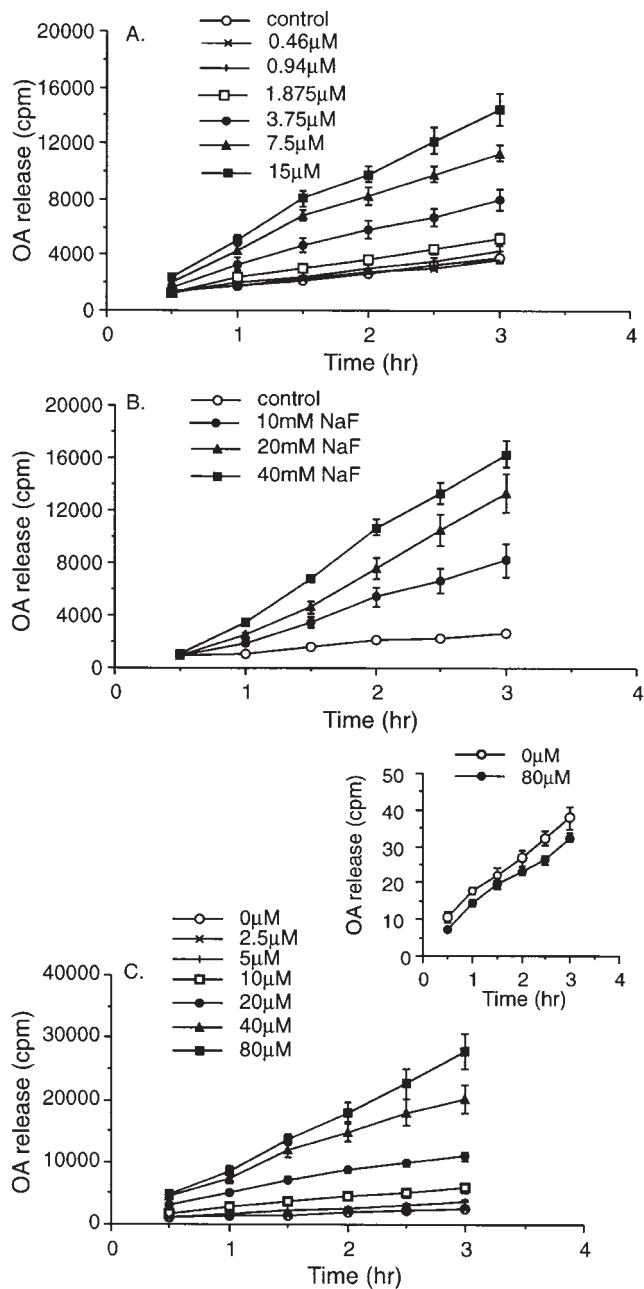 A.
control
0.46μM
0.94μM
1.875μM
3.75μM
7.5μM
15μM
OA release (cpm)
20000
16000
12000
8000
4000
0
0 1 2 3 4
Time (hr)
B.
control
10mM NaF
20mM NaF
40mM NaF
OA release (cpm)
20000
16000
12000
8000
4000
0
0 1 2 3 4
Time (hr)
0μM
80μM
OA release (cpm)
50
40
30
20
10
0
0 1 2 3 4
Time (hr)
C.
0μM
2.5μM
5μM
10μM
20μM
40μM
80μM
OA release (cpm)
40000
30000
20000
10000
0
0 1 2 3 4
Time (hr)